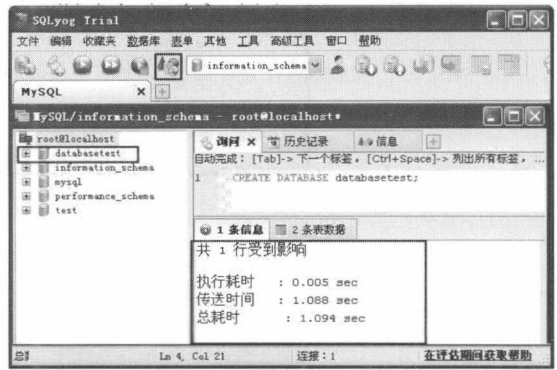 SQLyog Trial
文件 编辑 收藏夹 数据库 表单 其他 工具 高级工具 窗口 帮助
information_schema
MySQL
MySQL/information_schema - root@localhost*
root@localhost
databasetest
information_schema
mysql
performance_schema
test
询问 历史记录 信息
自动完成: [Tab]-> 下一个标签, [Ctrl+Space]-> 列出所有标签, ...
1 CREATE DATABASE databasetest;
1 条信息 2 条表数据
共 1 行受到影响
执行耗时 : 0.005 sec
传送时间 : 1.088 sec
总耗时 : 1.094 sec
Ln 4, Col 21 连接: 1 在评估期间获取帮助